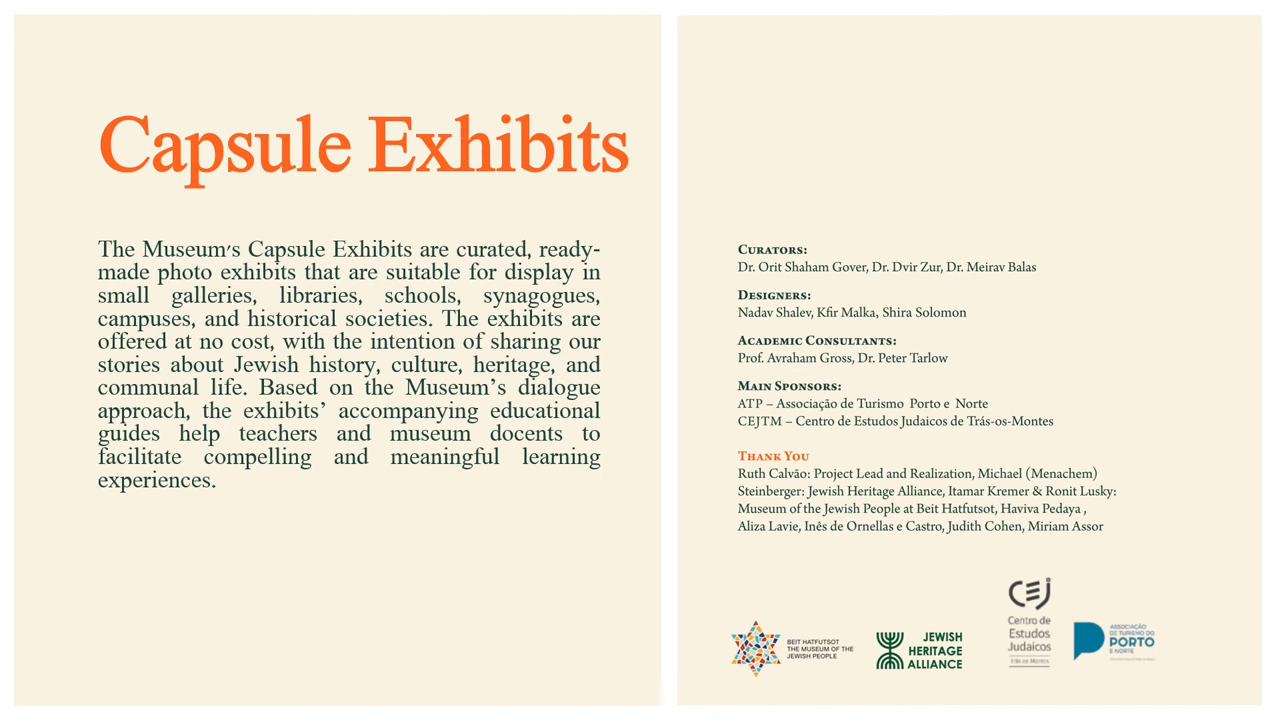 Capsule Exhibits
The Museum's Capsule Exhibits are curated, ready-
made photo exhibits that are suitable for display in
small galleries, libraries, schools, synagogues,
campuses, and historical societies. The exhibits are
offered at no cost, with the intention of sharing our
stories about Jewish history, culture, heritage, and
communal life. Based on the Museum’s dialogue
approach, the exhibits’ accompanying educational
guides help teachers and museum docents to
facilitate compelling and meaningful learning
experiences.
Curators:
Dr. Orit Shaham Gover, Dr. Dvir Zur, Dr. Meirav Balas
Designers:
Nadav Shalev, Kfir Malka, Shira Solomon
Academic Consultants:
Prof. Avraham Gross, Dr. Peter Tarlow
Main Sponsors:
ATP – Associação de Turismo Porto e Norte
CEJTM – Centro de Estudos Judaicos de Trás-os-Montes
Thank You
Ruth Calvão: Project Lead and Realization, Michael (Menachem)
Steinberger: Jewish Heritage Alliance, Itamar Kremer & Ronit Lusky:
Museum of the Jewish People at Beit Hatfutsot, Haviva Pedaya ,
Aliza Lavie, Inês de Ornellas e Castro, Judith Cohen, Miriam Assor
BEIT HATFUTSOT
THE MUSEUM OF THE
JEWISH PEOPLE
JEWISH
HERITAGE
ALLIANCE
CEJ
Centro de
Estudos
Judaicos
ASSOCIAÇÃO
DE TURISMO DO
PORTO
E NORTE